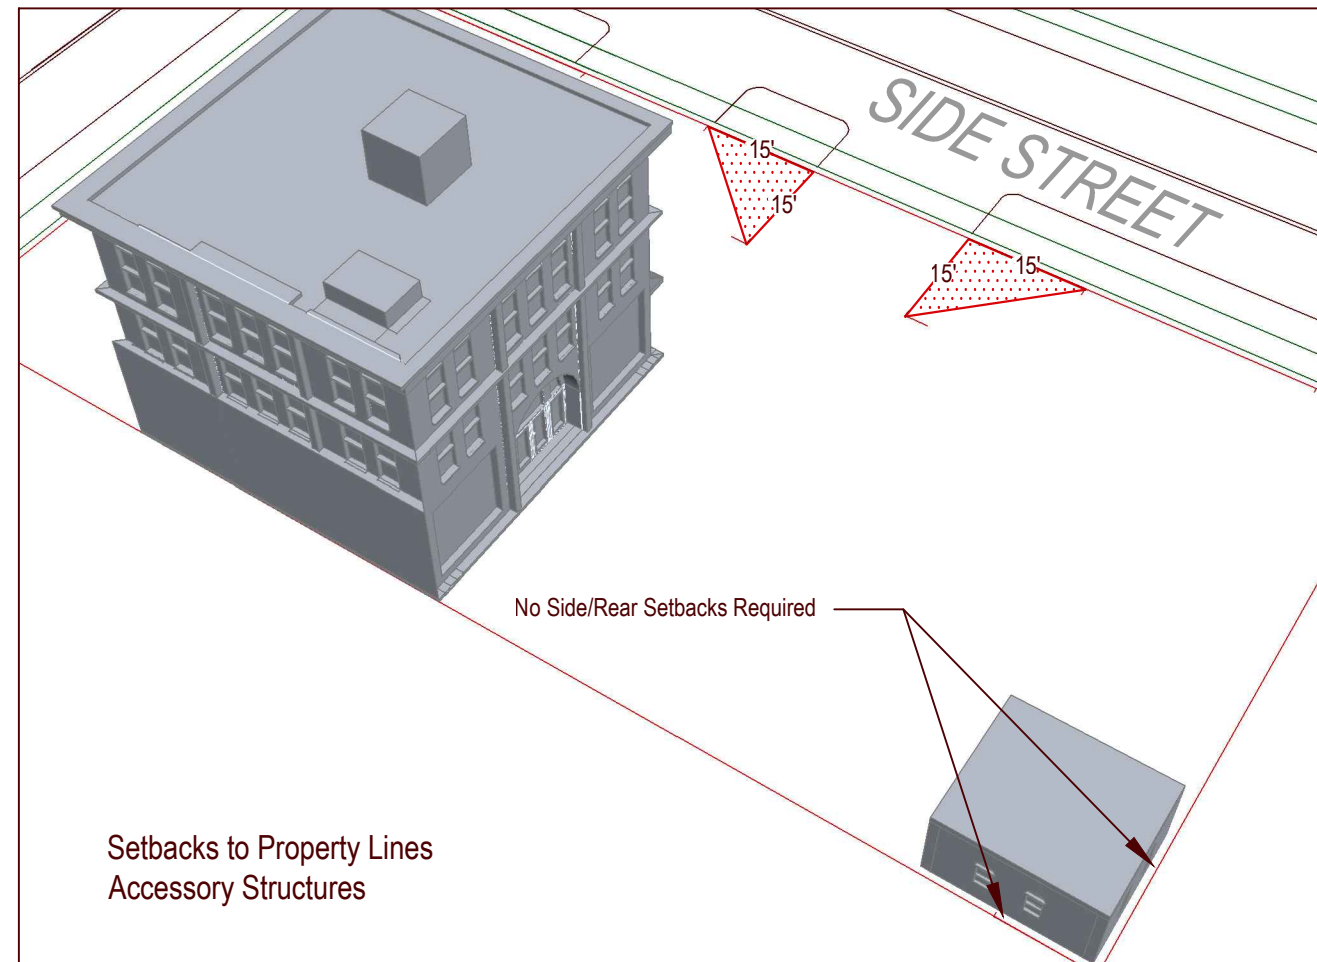 SIDE STREET
15'
15'
15'
15'
No Side/Rear Setbacks Required
Setbacks to Property Lines
Accessory Structures